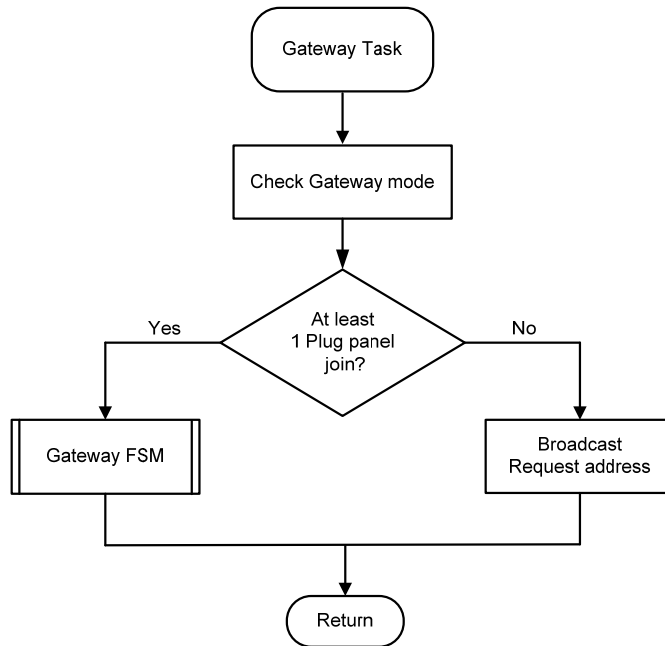 Gateway Task
Check Gateway mode
At least
1 Plug panel
join?
Yes
No
Gateway FSM
Broadcast
Request address
Return